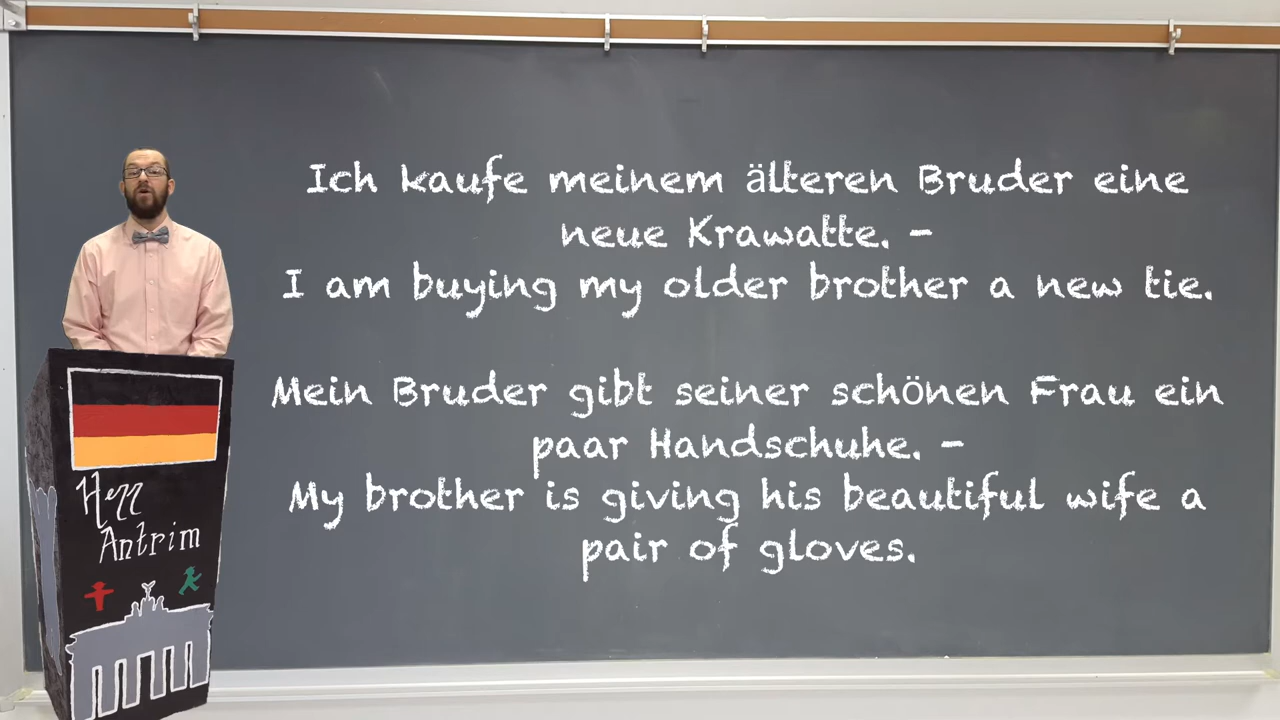 Ich kaufe meinem älteren Bruder eine
neue Krawatte. -
I am buying my older brother a new tie.
Mein Bruder gibt seiner schönen Frau ein
paar Handschuhe. -
My brother is giving his beautiful wife a
pair of gloves.
Herr
Antrim